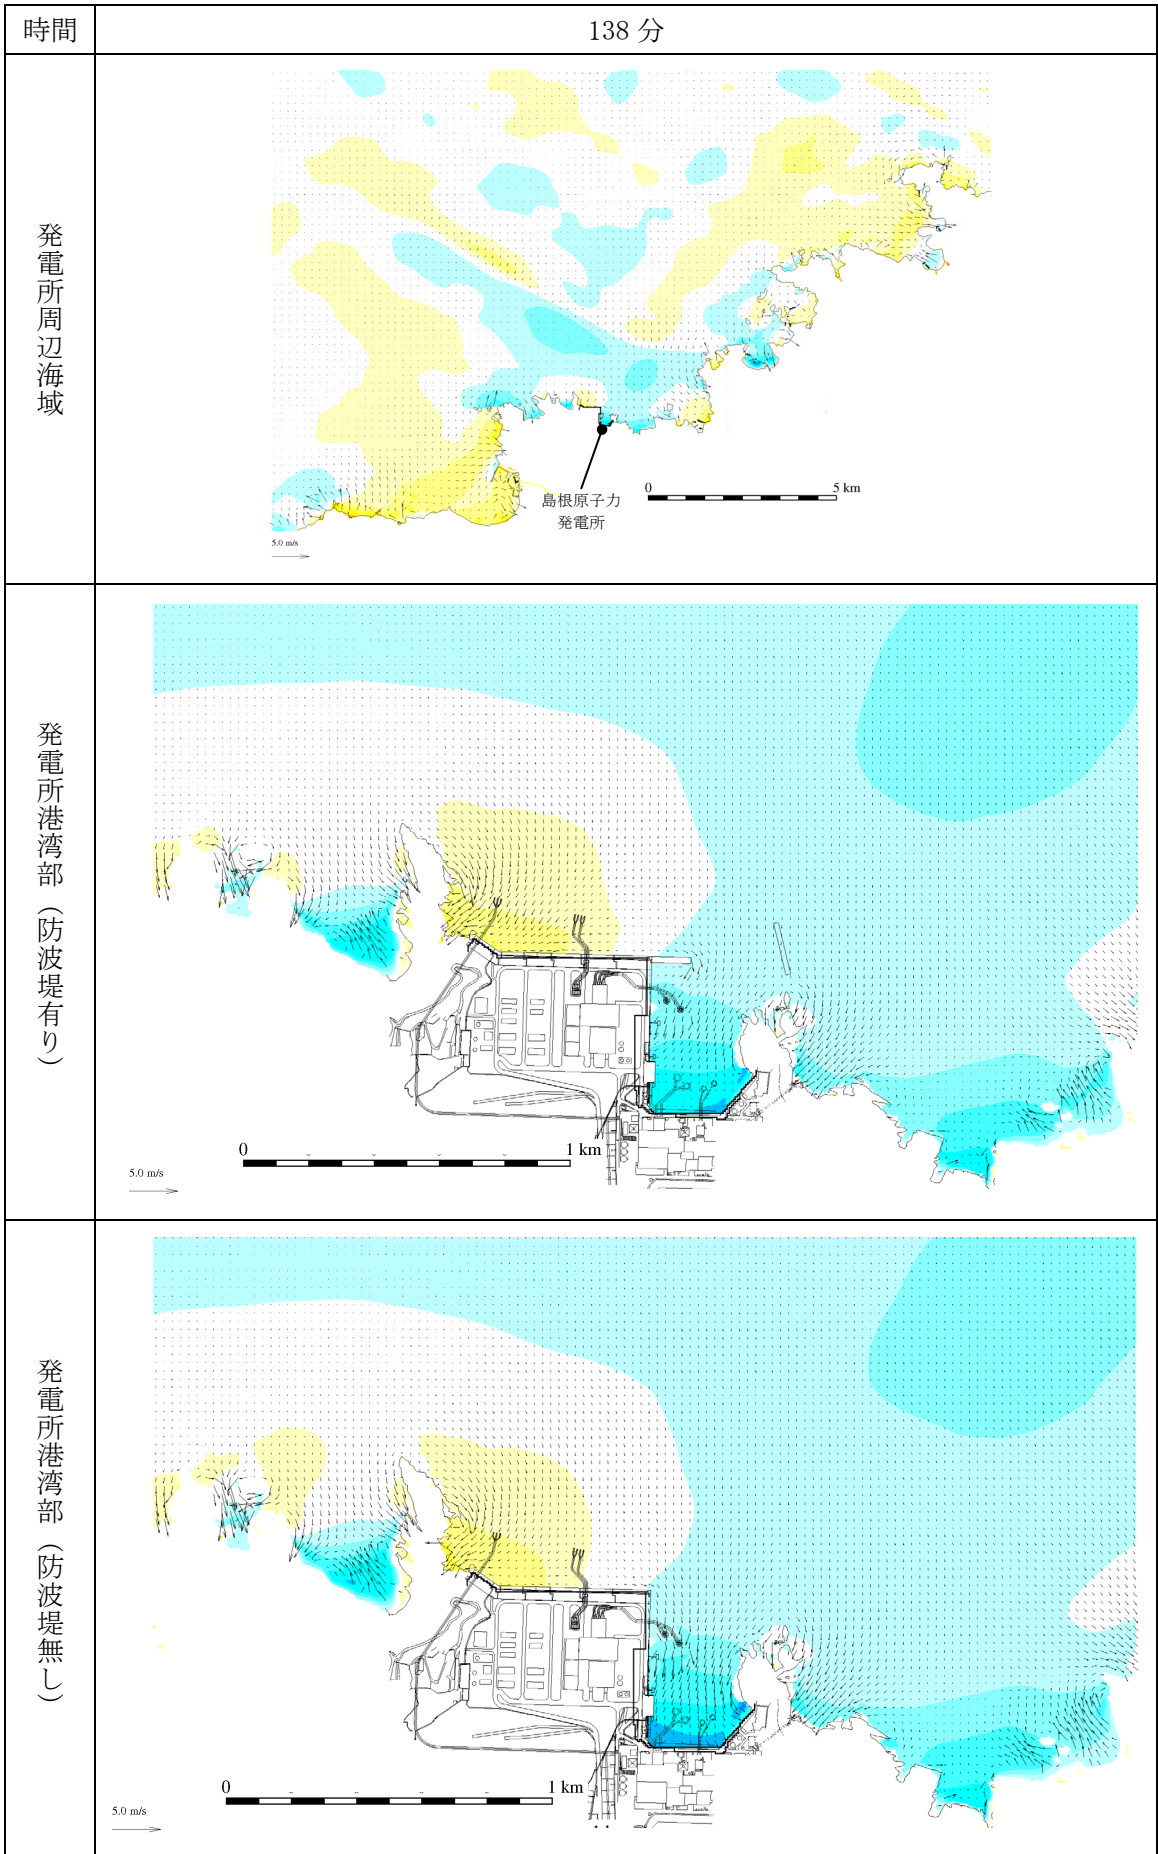 時間
138 分
発電所周辺海域
島根原子力
発電所
0
5 km
5.0 m/s
発電所港湾部（防波堤有り）
0
1 km
5.0 m/s
発電所港湾部（防波堤無し）
0
1 km
5.0 m/s